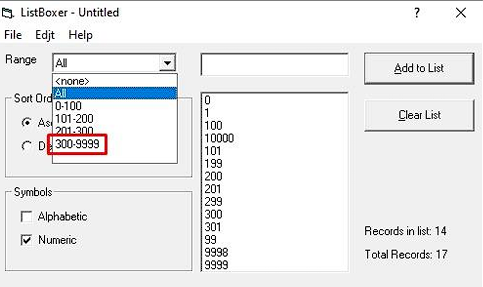 ListBoxer - Untitled
File Edjt Help
Range All
Add to List
<none>
All
0-100
101-200
201-300
300-9999
Sort Ord
Asc
Symbols
Alphabetic
Numeric
0
1
100
10000
101
199
200
201
299
300
301
99
9998
9999
Clear List
Records in list: 14
Total Records: 17